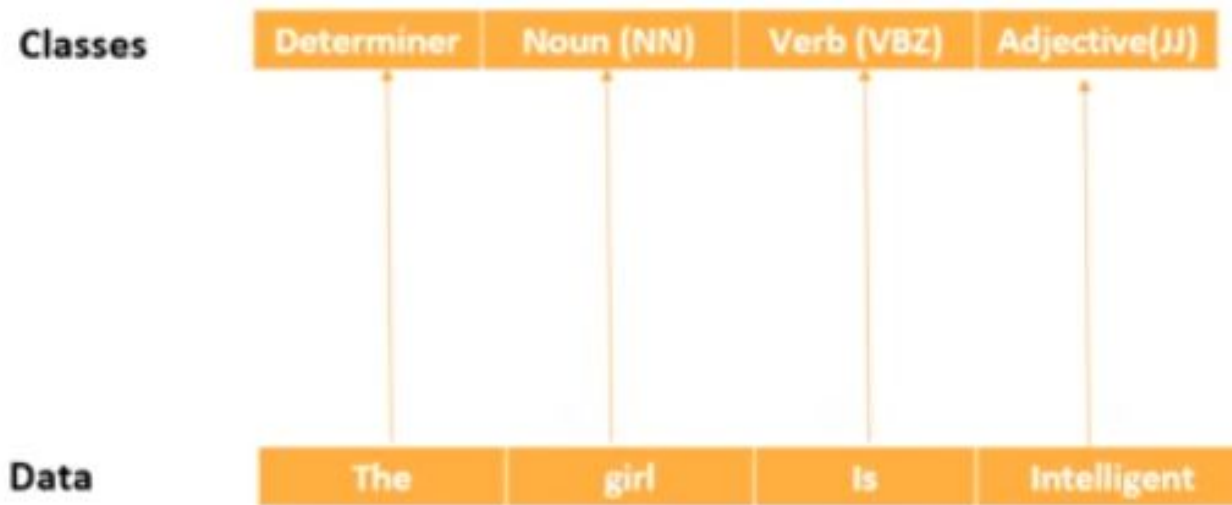 Classes Determiner Noun (NN) Verb (VBZ) Adjective(JJ)
Data The girl Is Intelligent